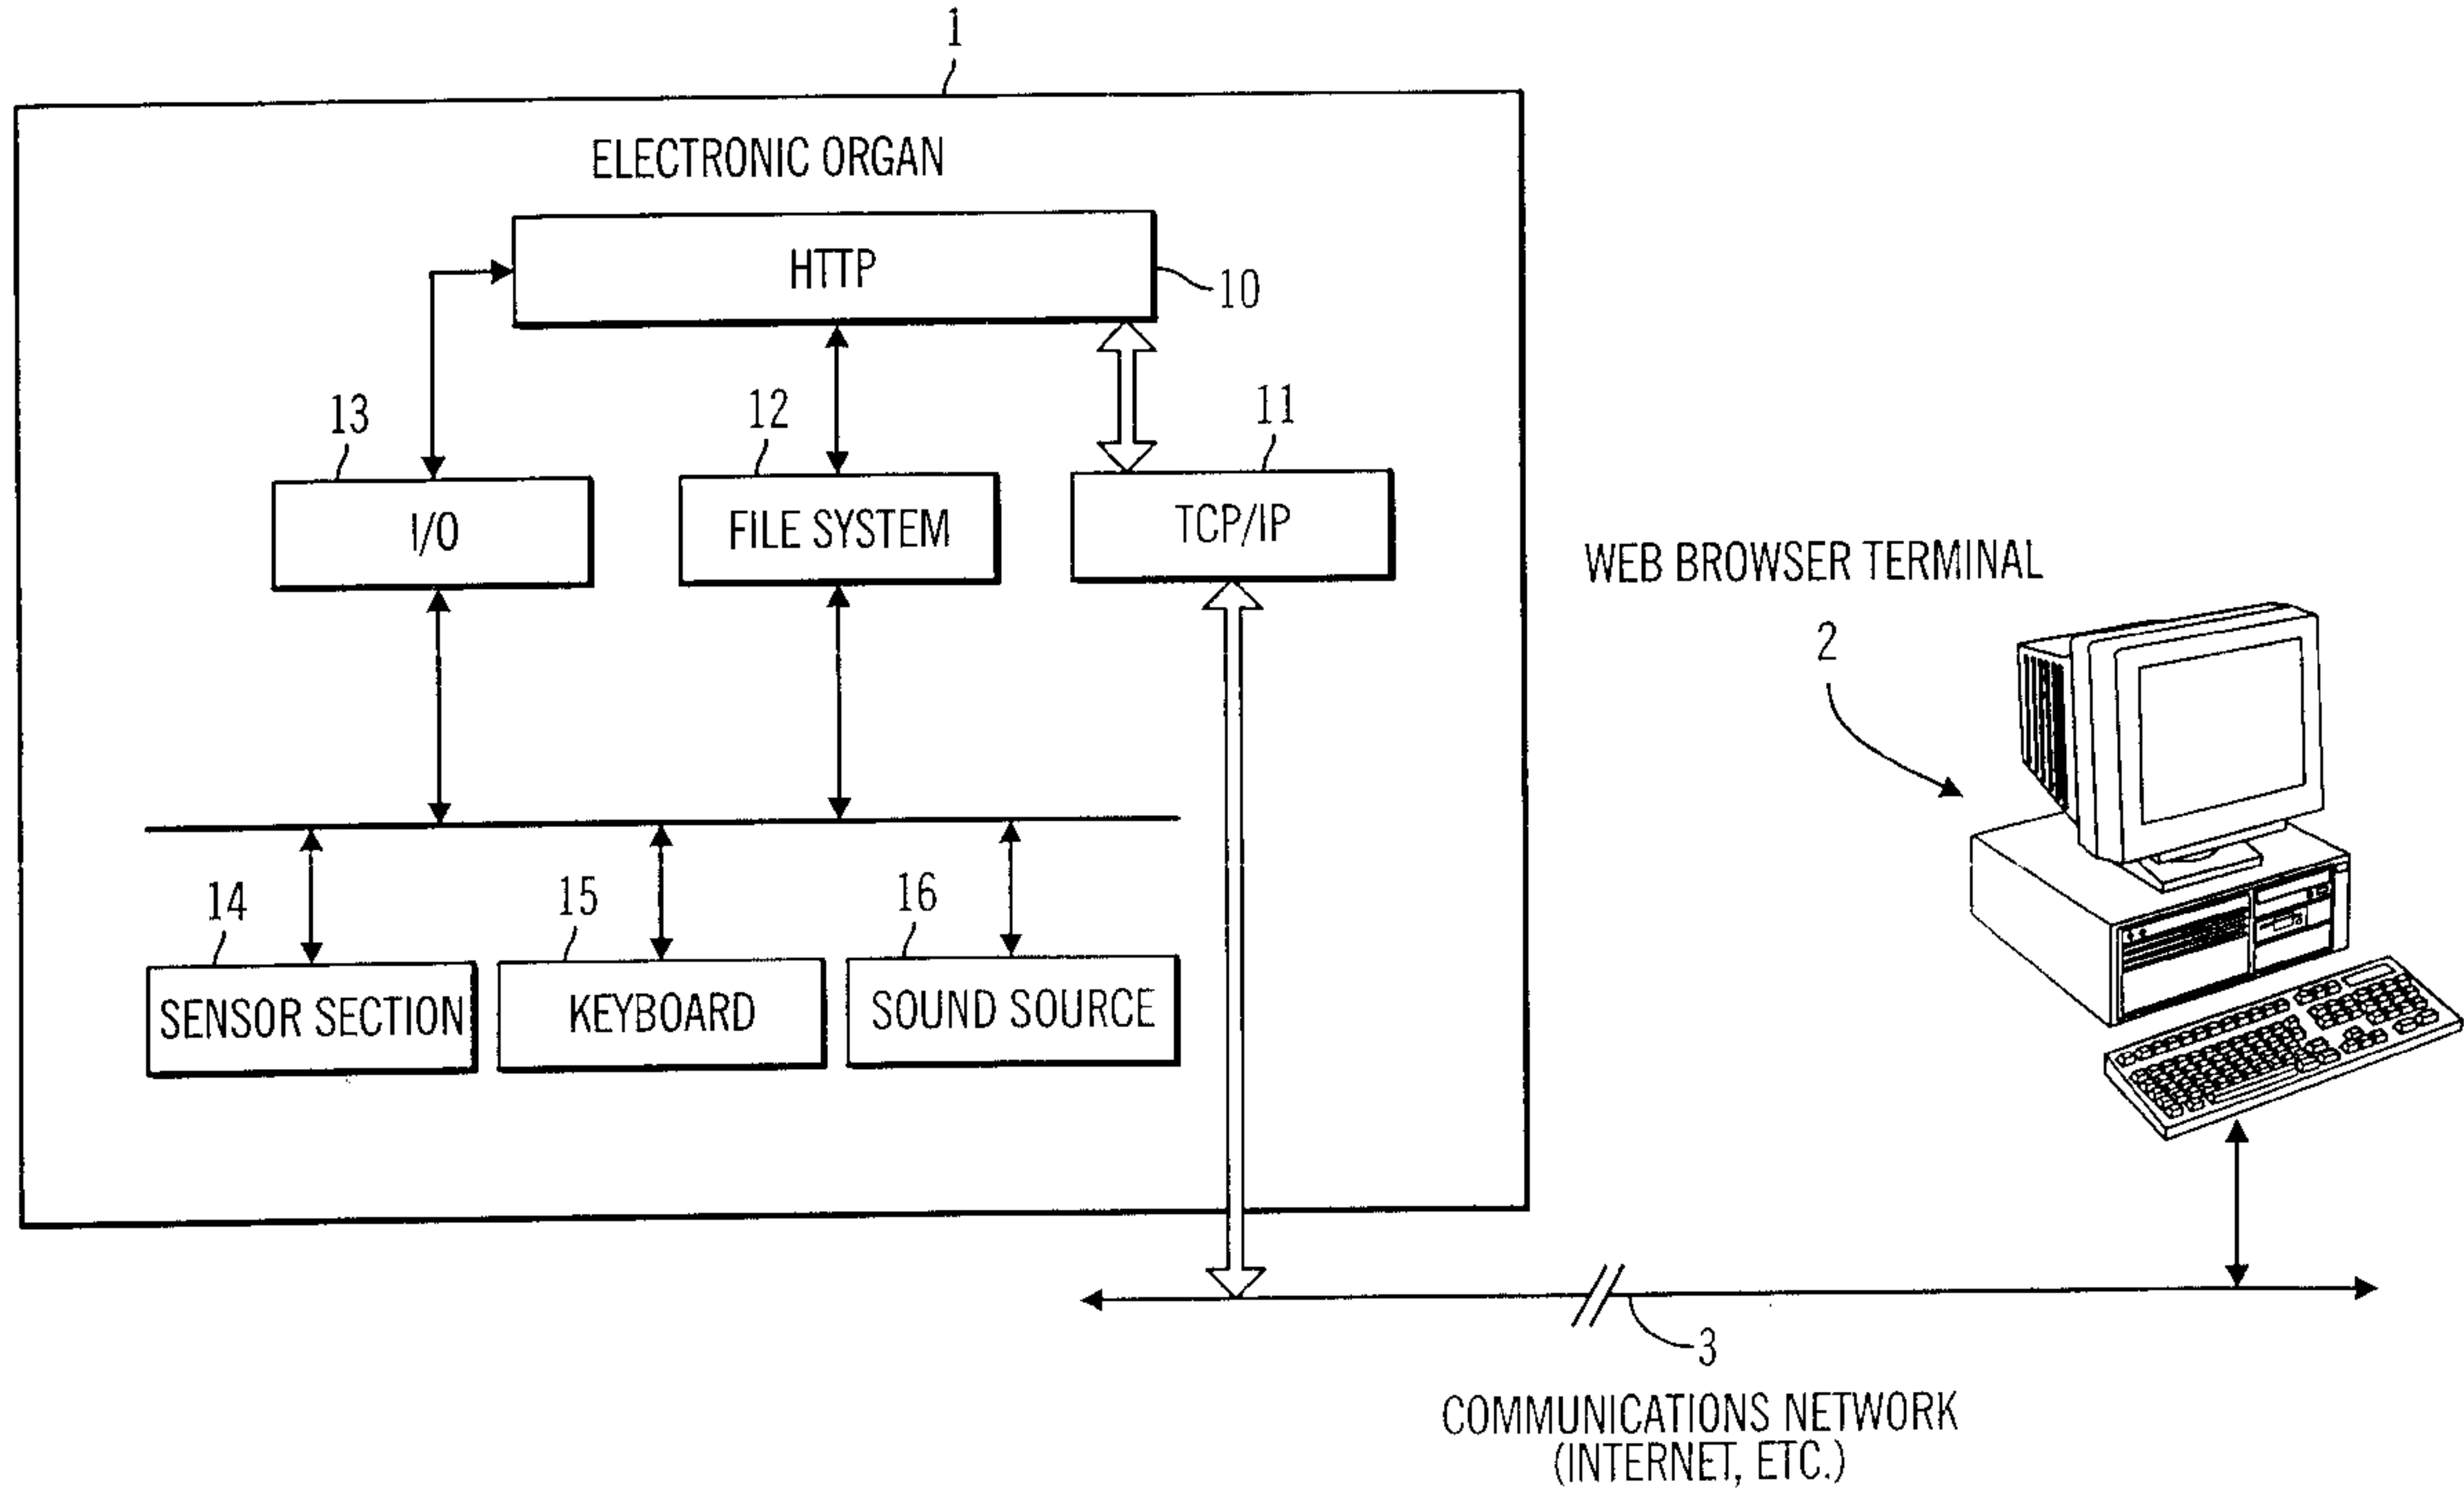 1
ELECTRONIC ORGAN
HTTP
10
13
12
11
I/O
FILE SYSTEM
TCP/IP
WEB BROWSER TERMINAL
2
14
15
16
SENSOR SECTION
KEYBOARD
SOUND SOURCE
3
COMMUNICATIONS NETWORK
(INTERNET, ETC.)